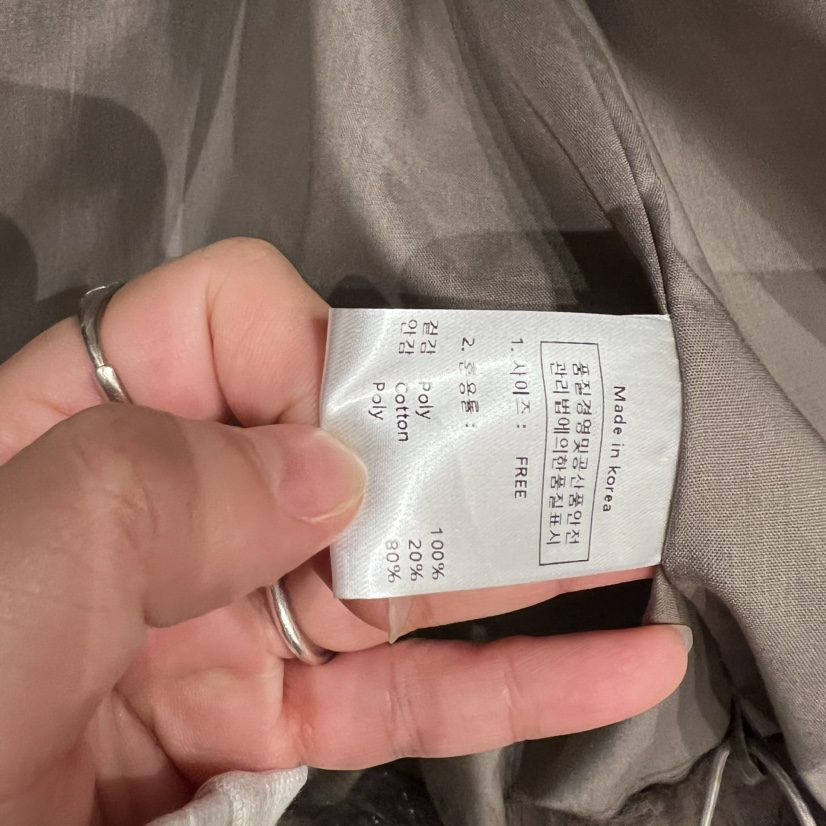 Made in korea
품질경영및공산품안전
관리법에의한품질표시
1. 사이즈 : FREE
2. 혼용률 :
겉감 Poly 100%
안감 Cotton 20%
Poly 80%